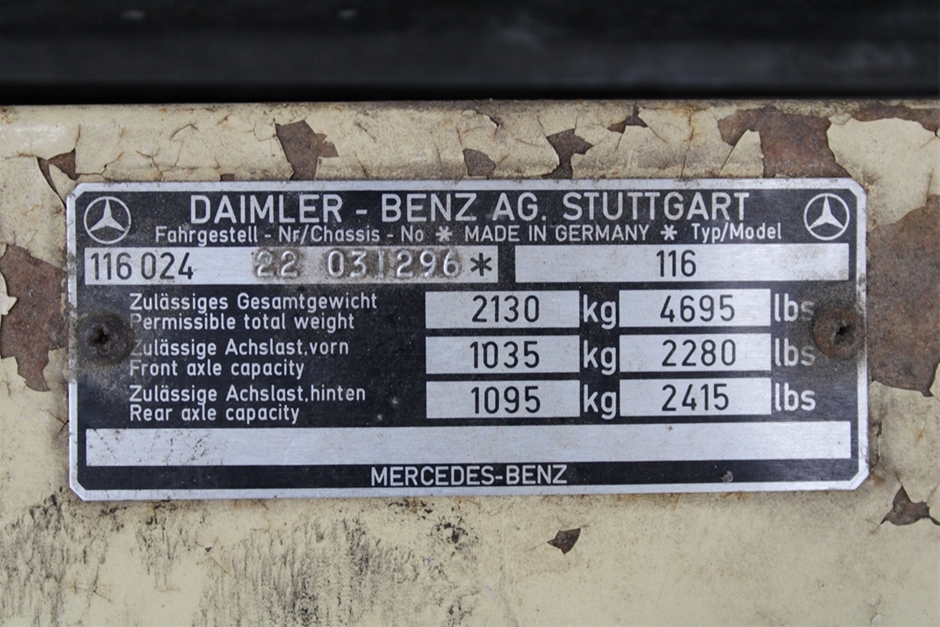 DAIMLER - BENZ AG. STUTTGART
Fahrgestell - Nr/Chassis - No * MADE IN GERMANY * Typ/Model
116 024 22 031296 * 116
Zulässiges Gesamtgewicht
Permissible total weight 2130 kg 4695 lbs
Zulässige Achslast,vorn
Front axle capacity 1035 kg 2280 lbs
Zulässige Achslast,hinten
Rear axle capacity 1095 kg 2415 lbs
MERCEDES-BENZ